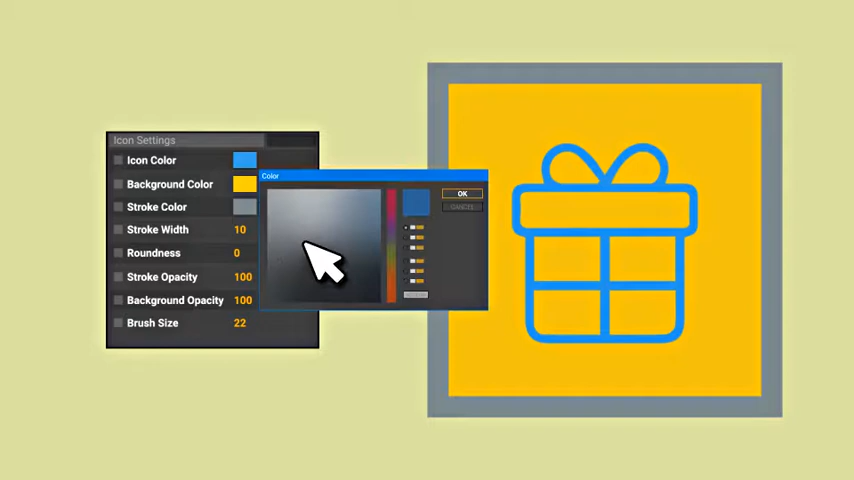 Icon Settings
Icon Color
Background Color
Stroke Color
Stroke Width 10
Roundness 0
Stroke Opacity 100
Background Opacity 100
Brush Size 22
Color
OK
CANCEL